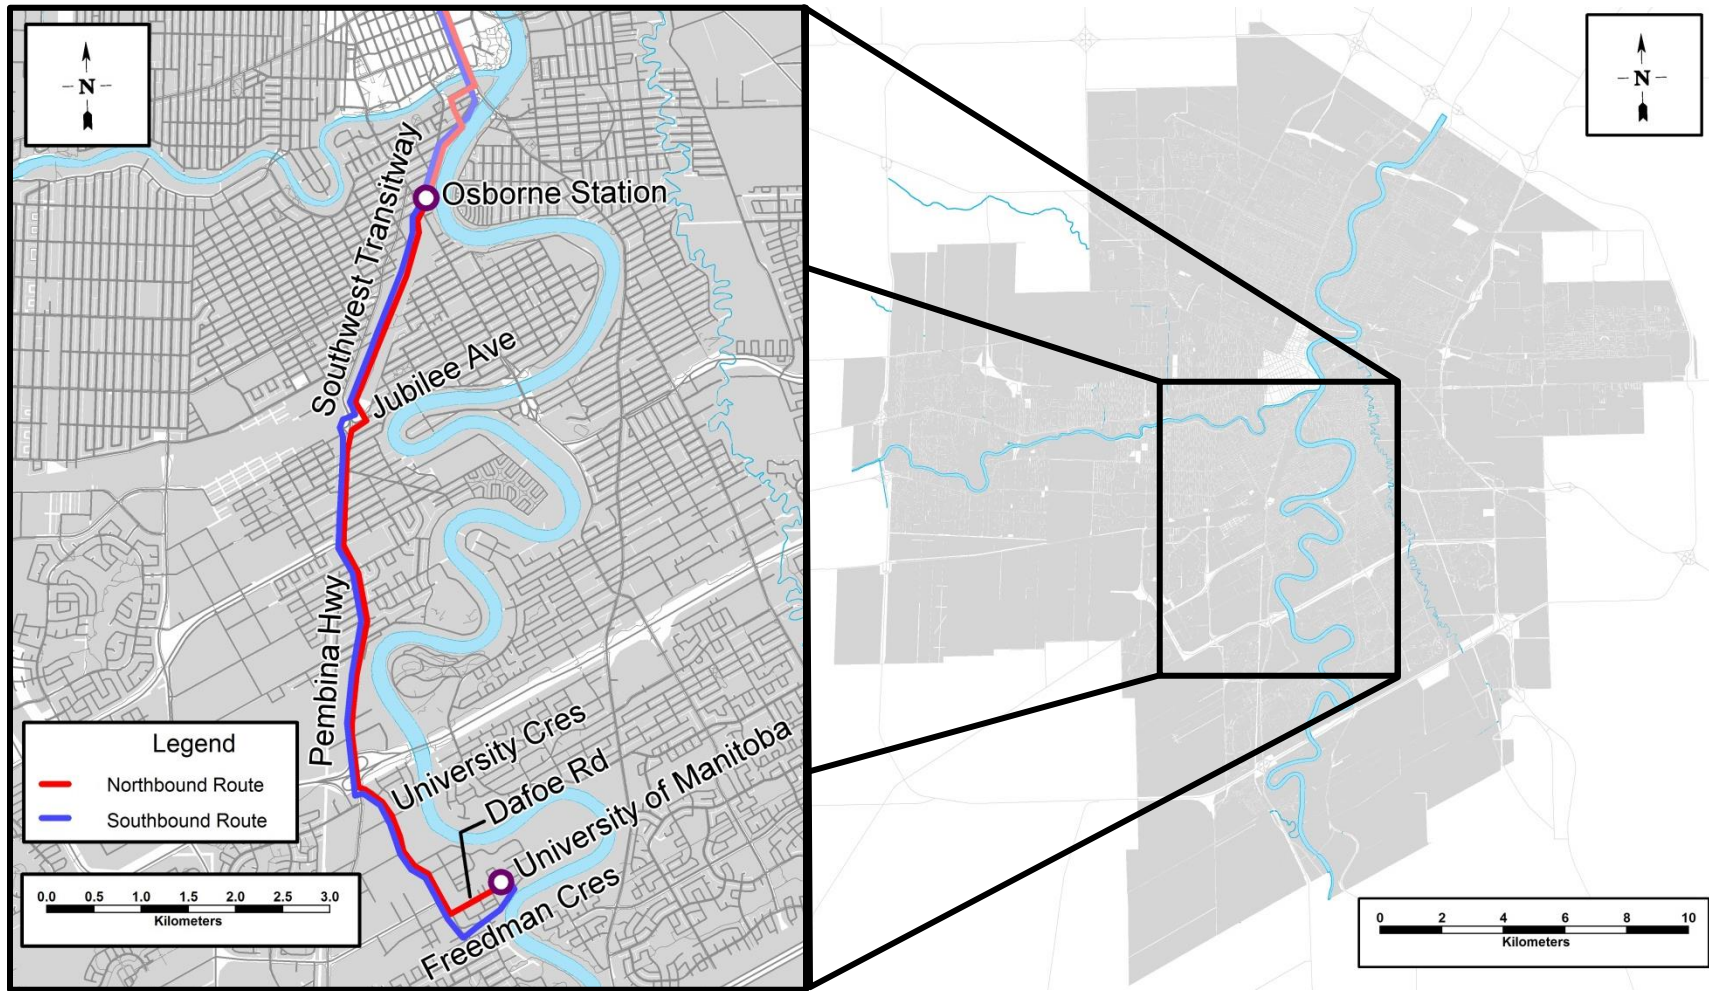 N
Osborne Station
Southwest Transitway
Jubilee Ave
Pembina Hwy
University Cres
Dafoe Rd
University of Manitoba
Freedman Cres
Legend
Northbound Route
Southbound Route
0.0 0.5 1.0 1.5 2.0 2.5 3.0
Kilometers
N
0 2 4 6 8 10
Kilometers